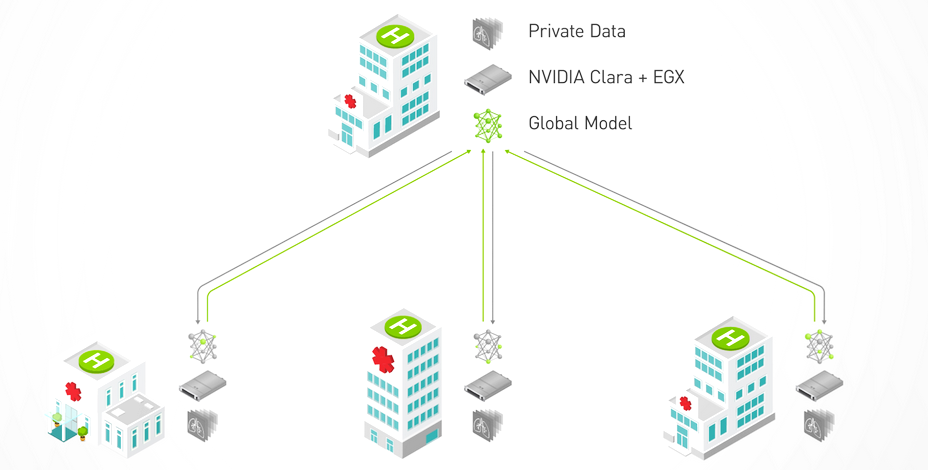 H
Private Data
NVIDIA Clara + EGX
Global Model
H
H
H